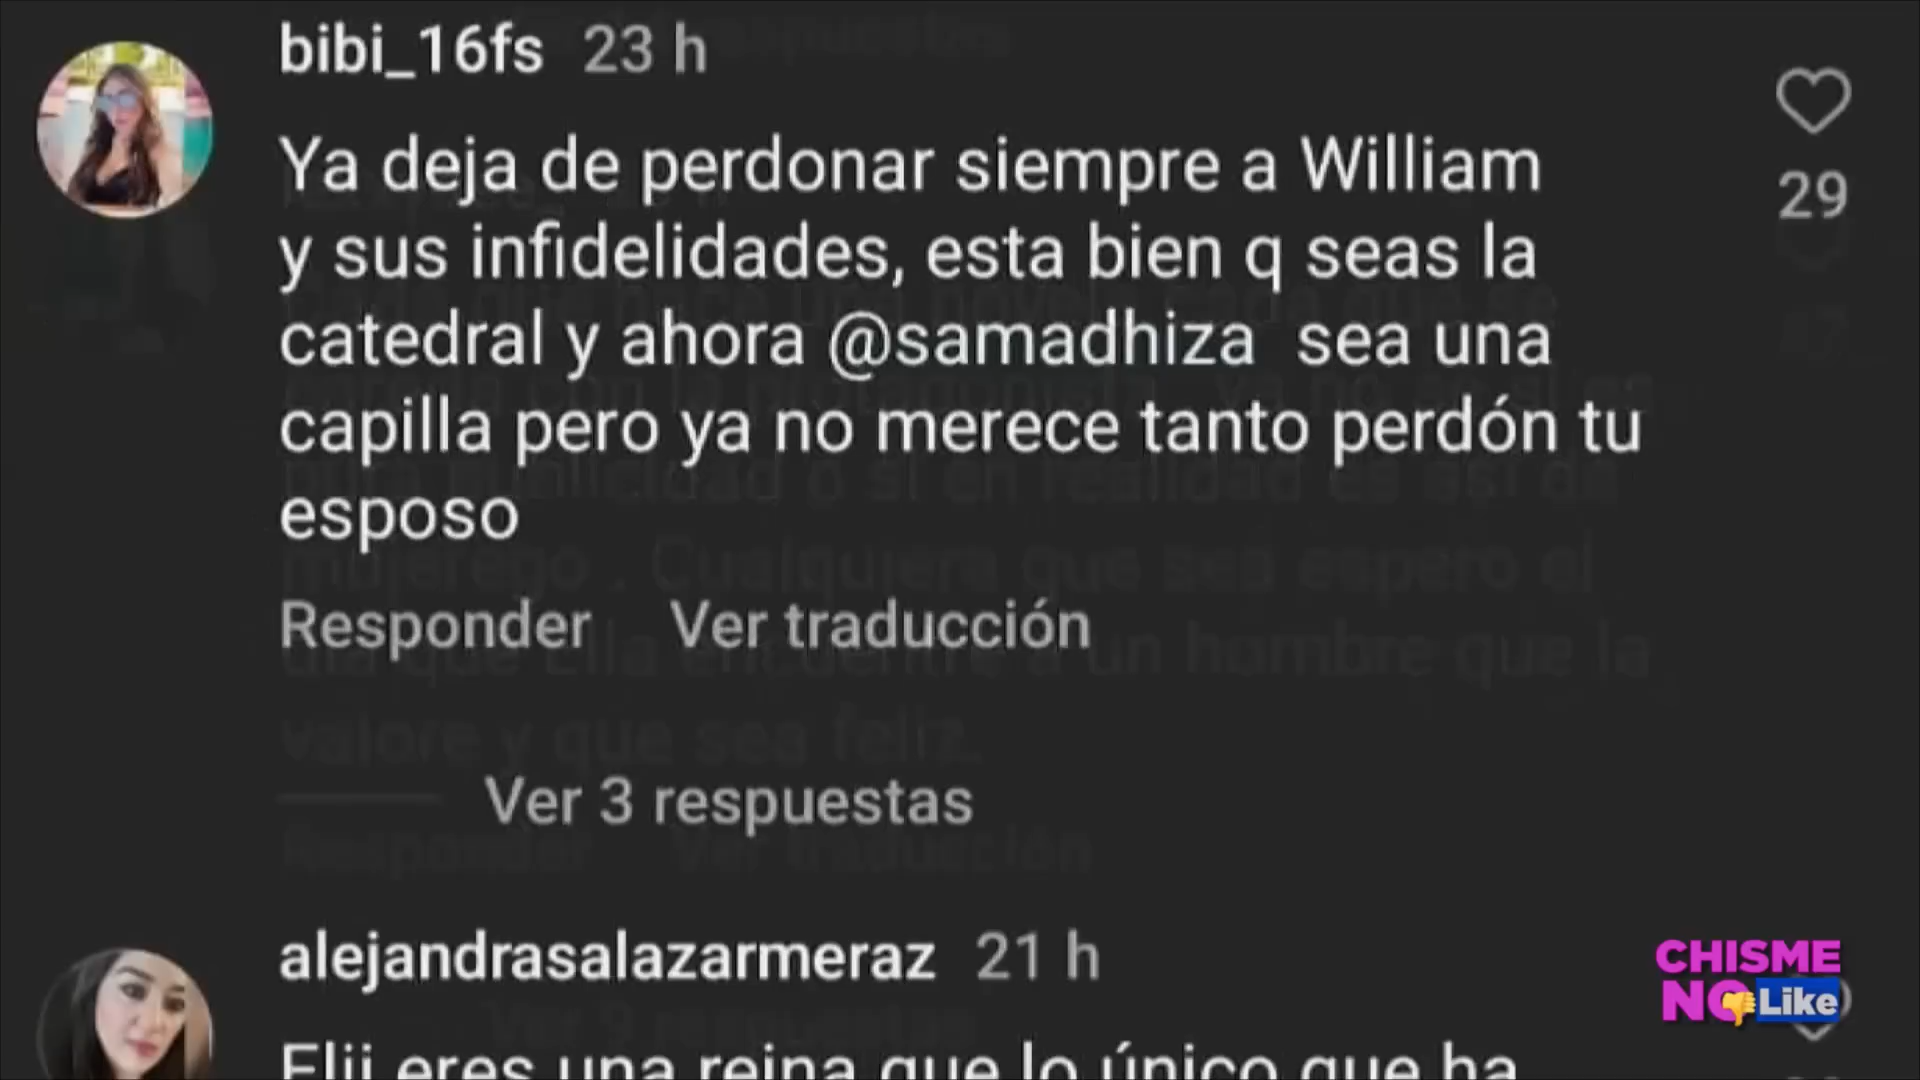 bibi_16fs 23 h
Ya deja de perdonar siempre a William
y sus infidelidades, esta bien q seas la
catedral y ahora @samadhiza sea una
capilla pero ya no merece tanto perdón tu
esposo
29
Responder Ver traducción
Ver 3 respuestas
alejandrasalazarmeraz 21 h
Elii eres una reina que lo único que ha
CHISME
NO Like